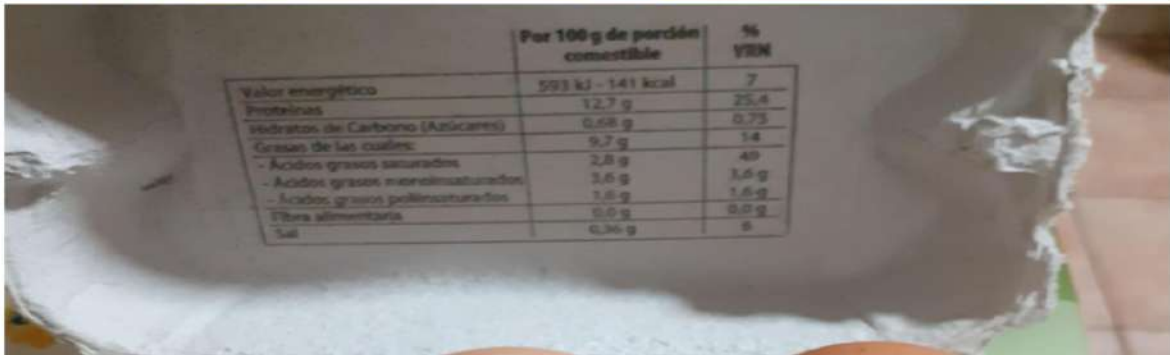 Por 100 g de porción comestible % VRN
Valor energético 593 kJ - 141 kcal 7
Proteínas 12,7 g 25,4
Hidratos de Carbono (Azúcares) 0,68 g 0,75
Grasas de las cuales: 9,7 g 14
- Ácidos grasos saturados 2,8 g 40
- Ácidos grasos monoinsaturados 3,6 g 3,6 g
- Ácidos grasos poliinsaturados 1,6 g 1,6 g
Fibra alimentaria 0,0 g 0,0 g
Sal 0,36 g 6